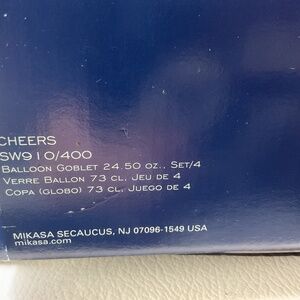 CHEERS
SW910/400
BALLOON GOBLET 24.50 OZ., SET/4
VERRE BALLON 73 CL, JEU DE 4
COPA (GLOBO) 73 CL, JUEGO DE 4
MIKASA SECAUCUS, NJ 07096-1549 USA
mikasa.com